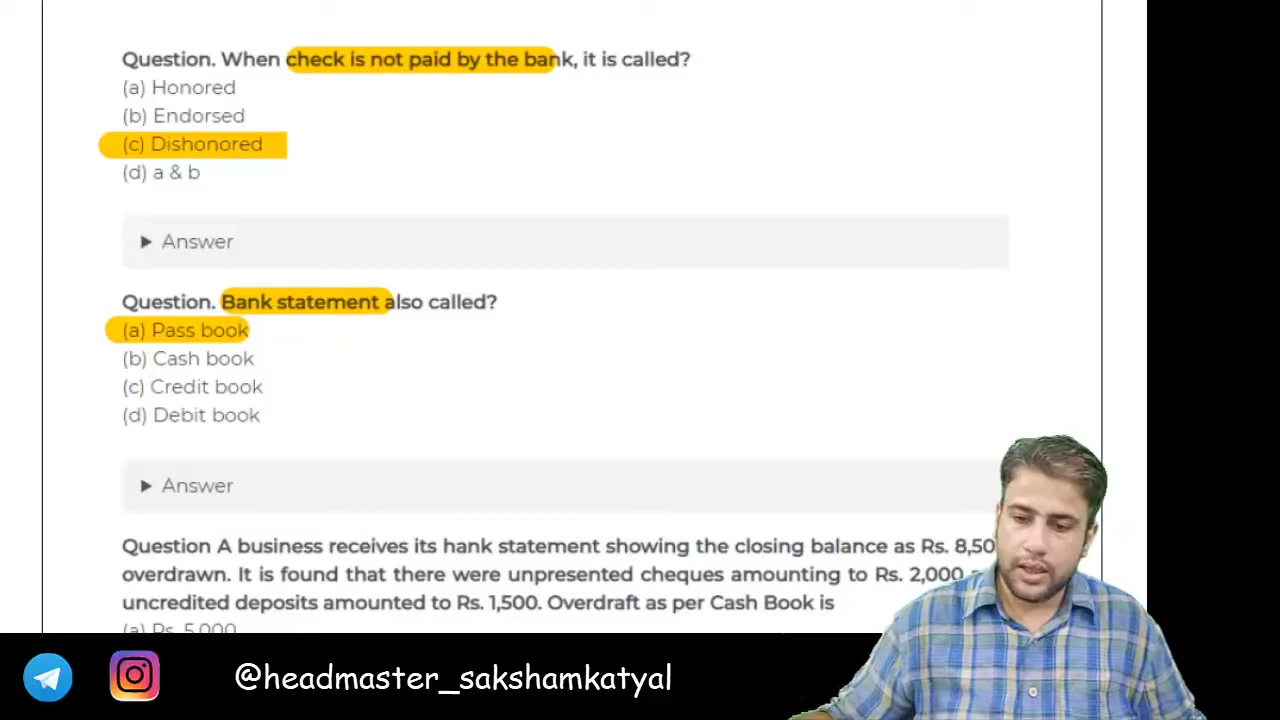 Question. When check is not paid by the bank, it is called?
(a) Honored
(b) Endorsed
(c) Dishonored
(d) a & b
Answer
Question. Bank statement also called?
(a) Pass book
(b) Cash book
(c) Credit book
(d) Debit book
Answer
Question A business receives its hank statement showing the closing balance as Rs. 8,50
overdrawn. It is found that there were unpresented cheques amounting to Rs. 2,000
uncredited deposits amounted to Rs. 1,500. Overdraft as per Cash Book is
(a) Rs. 5,000
@headmaster_sakshamkatyal